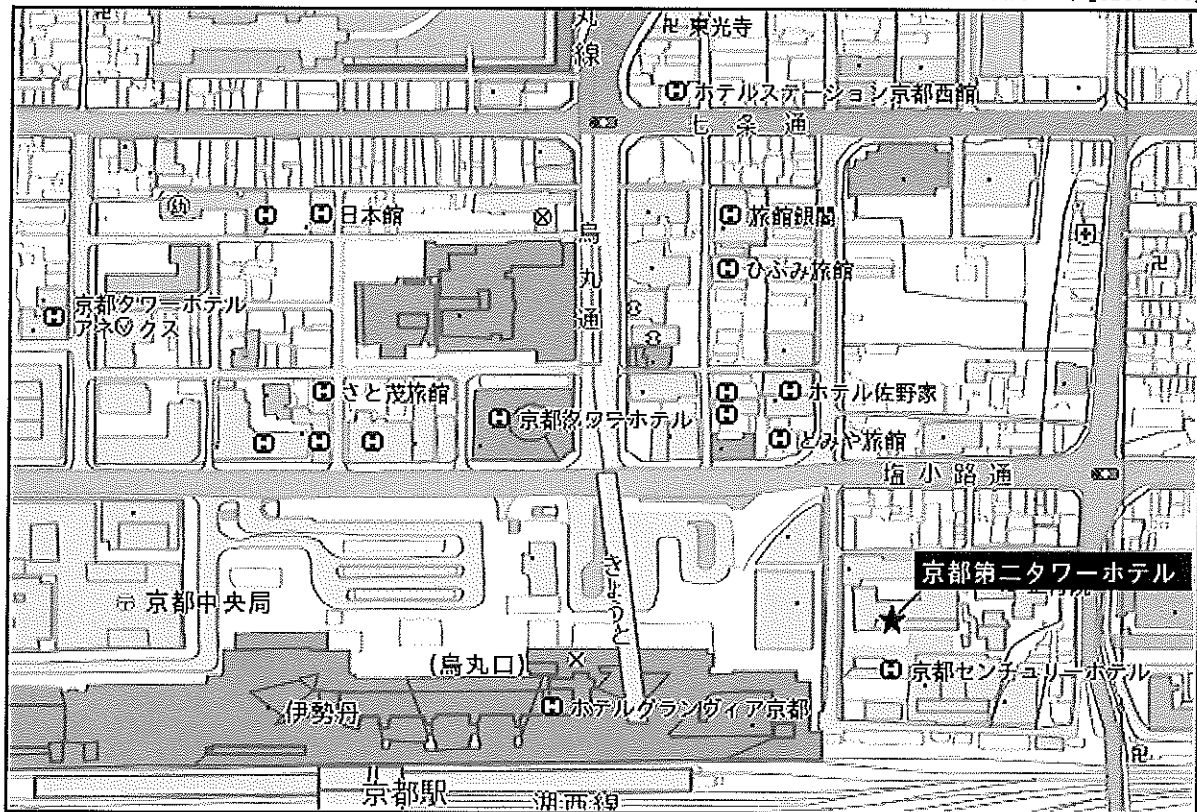 丸
線
卍 東光寺
ホテルステーション京都西館
七条通
幼
日本館
旅館銀閣
烏丸通
ひぶみ旅館
京都タワーホテル
アネックス
さと茂旅館
京都タワーホテル
ホテル佐野家
とみや旅館
塩小路通
京都第二タワーホテル
きょうと
京都中央局
(烏丸口)
京都センチュリーホテル
伊勢丹
ホテルグランヴィア京都
京都駅
湖西線